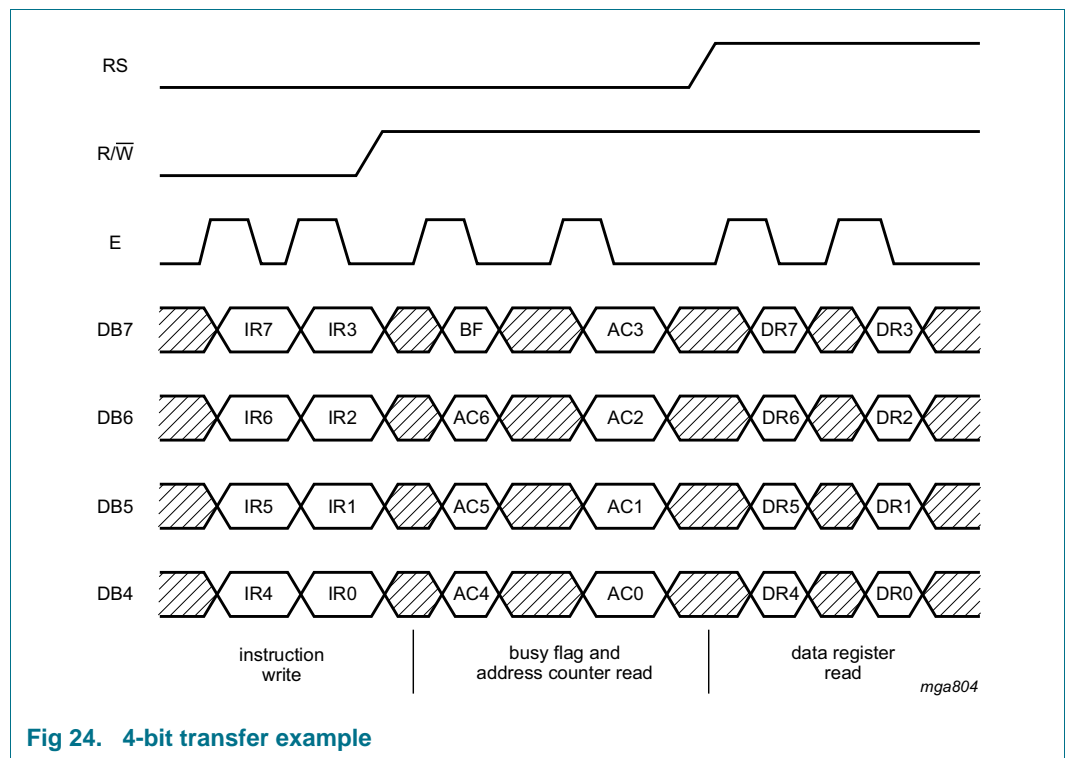 RS
R/W̅
E
DB7 IR7 IR3 BF AC3 DR7 DR3
DB6 IR6 IR2 AC6 AC2 DR6 DR2
DB5 IR5 IR1 AC5 AC1 DR5 DR1
DB4 IR4 IR0 AC4 AC0 DR4 DR0
instruction
write
busy flag and
address counter read
data register
read
mga804
Fig 24. 4-bit transfer example